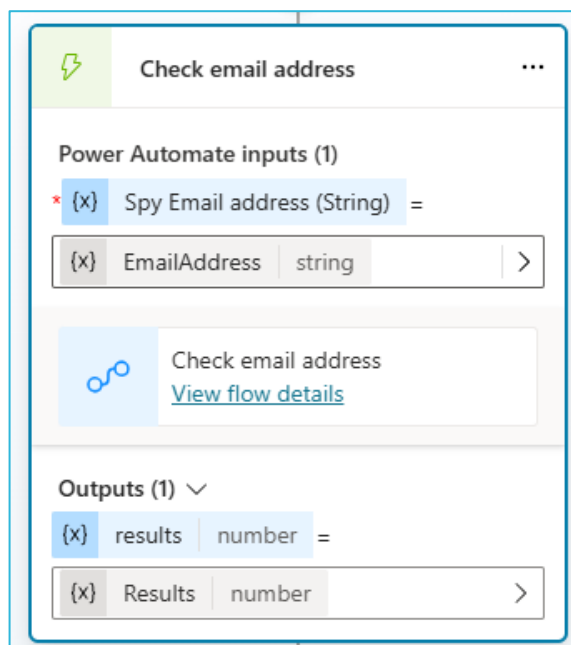 Check email address ...
Power Automate inputs (1)
* {x} Spy Email address (String) =
{x} EmailAddress string
Check email address
View flow details
Outputs (1)
{x} results number =
{x} Results number